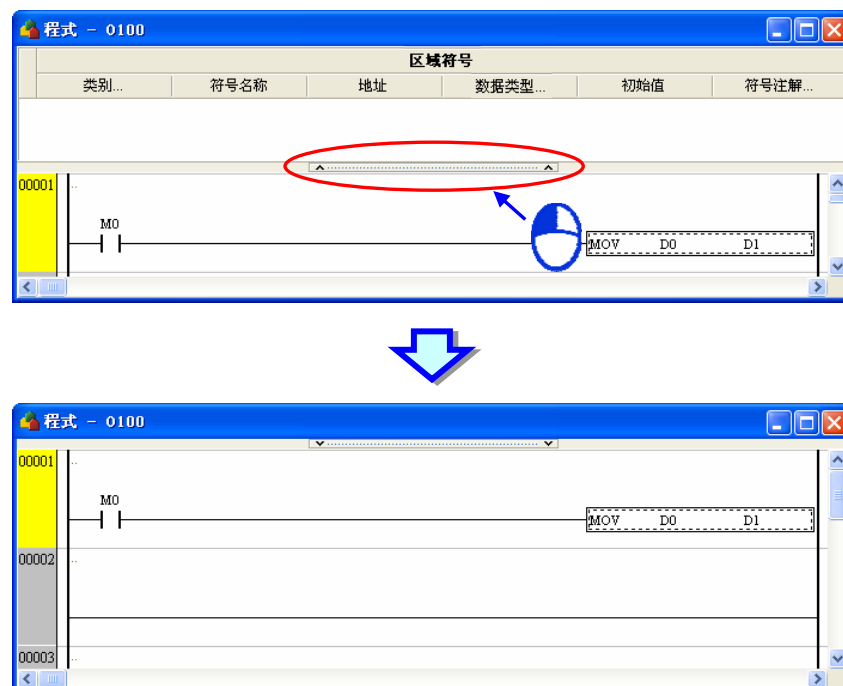 程式 - 0100
区域符号
类别... 符号名称 地址 数据类型... 初始值 符号注解...
00001
M0
MOV D0 D1
程式 - 0100
00001
M0
MOV D0 D1
00002
00003